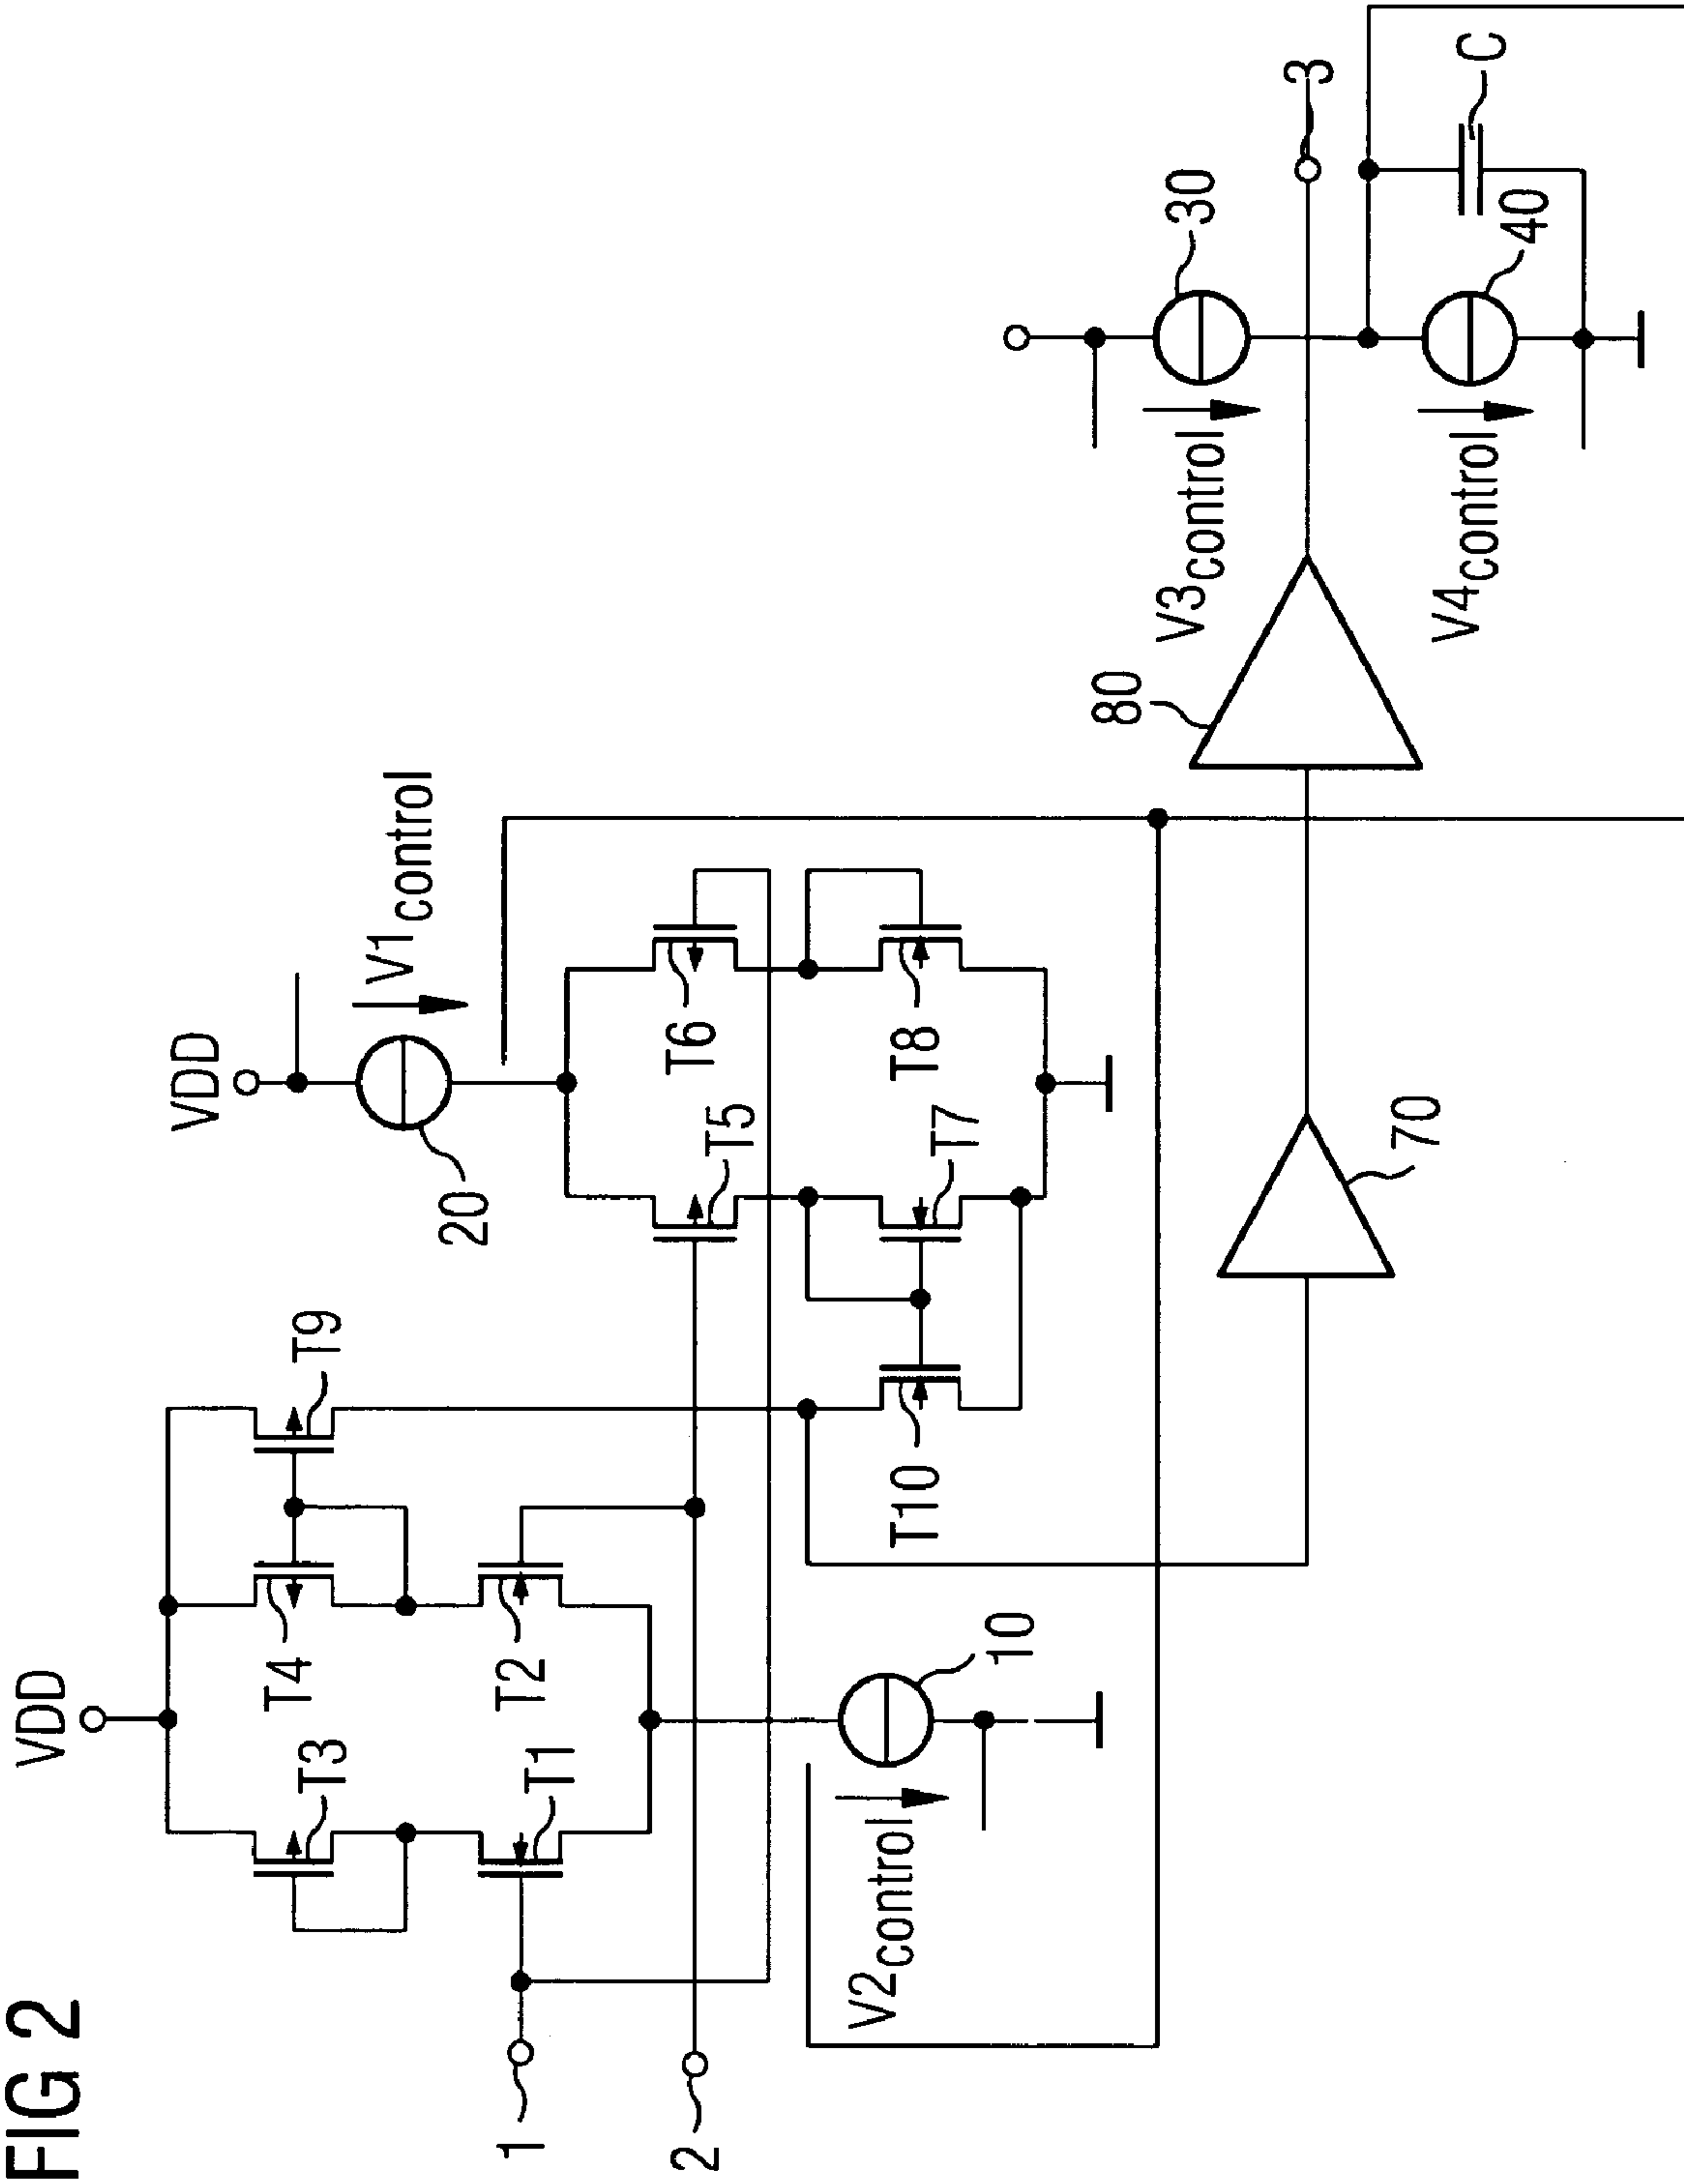 FIG 2
VDD
T3
T4
T9
T1
T2
1
2
V2control
10
T10
VDD
20
V1control
T5
T6
T7
T8
70
80
V3control
30
3
V4control
40
C